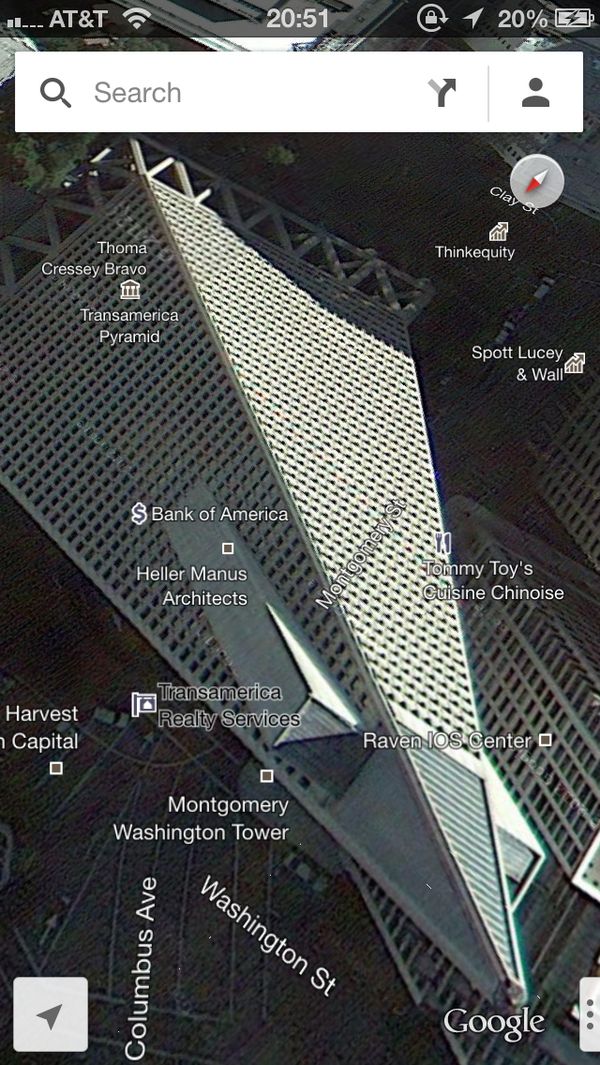 AT&T
20:51
20%
Search
Clay St
Thinkequity
Thoma
Cressey Bravo
Transamerica
Pyramid
Spott Lucey
& Wall
$ Bank of America
Montgomery St
Heller Manus
Architects
Tommy Toy's
Cuisine Chinoise
Transamerica
Realty Services
Harvest
n Capital
Raven IOS Center
Montgomery
Washington Tower
Columbus Ave
Washington St
Google